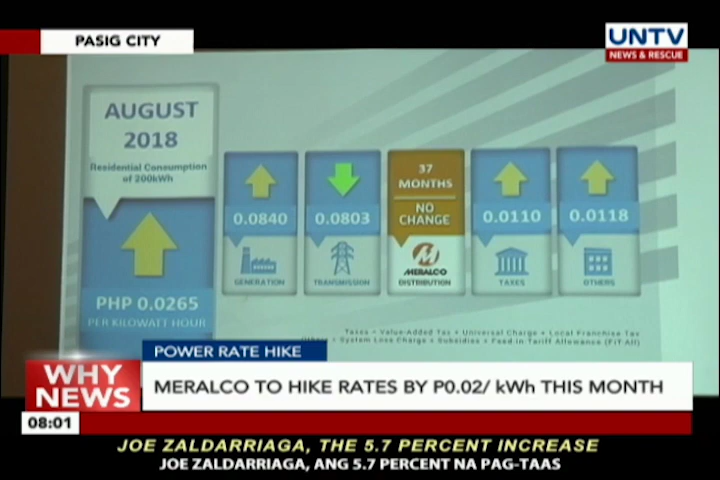 PASIG CITY
UNTV
NEWS & RESCUE
AUGUST
2018
Residential Consumption
of 200kWh
PHP 0.0265
PER KILOWATT HOUR
0.0840
GENERATION
0.0803
TRANSMISSION
37
MONTHS
NO
CHANGE
MERALCO
DISTRIBUTION
0.0110
TAXES
0.0118
OTHERS
Taxes = Value-Added Tax + Universal Charge + Local Franchise Tax
Others = System Loss Charge + Subsidies + Feed in Tariff Allowance (FiT-All)
POWER RATE HIKE
WHY
NEWS
MERALCO TO HIKE RATES BY P0.02/ kWh THIS MONTH
08:01
JOE ZALDARRIAGA, THE 5.7 PERCENT INCREASE
JOE ZALDARRIAGA, ANG 5.7 PERCENT NA PAG-TAAS